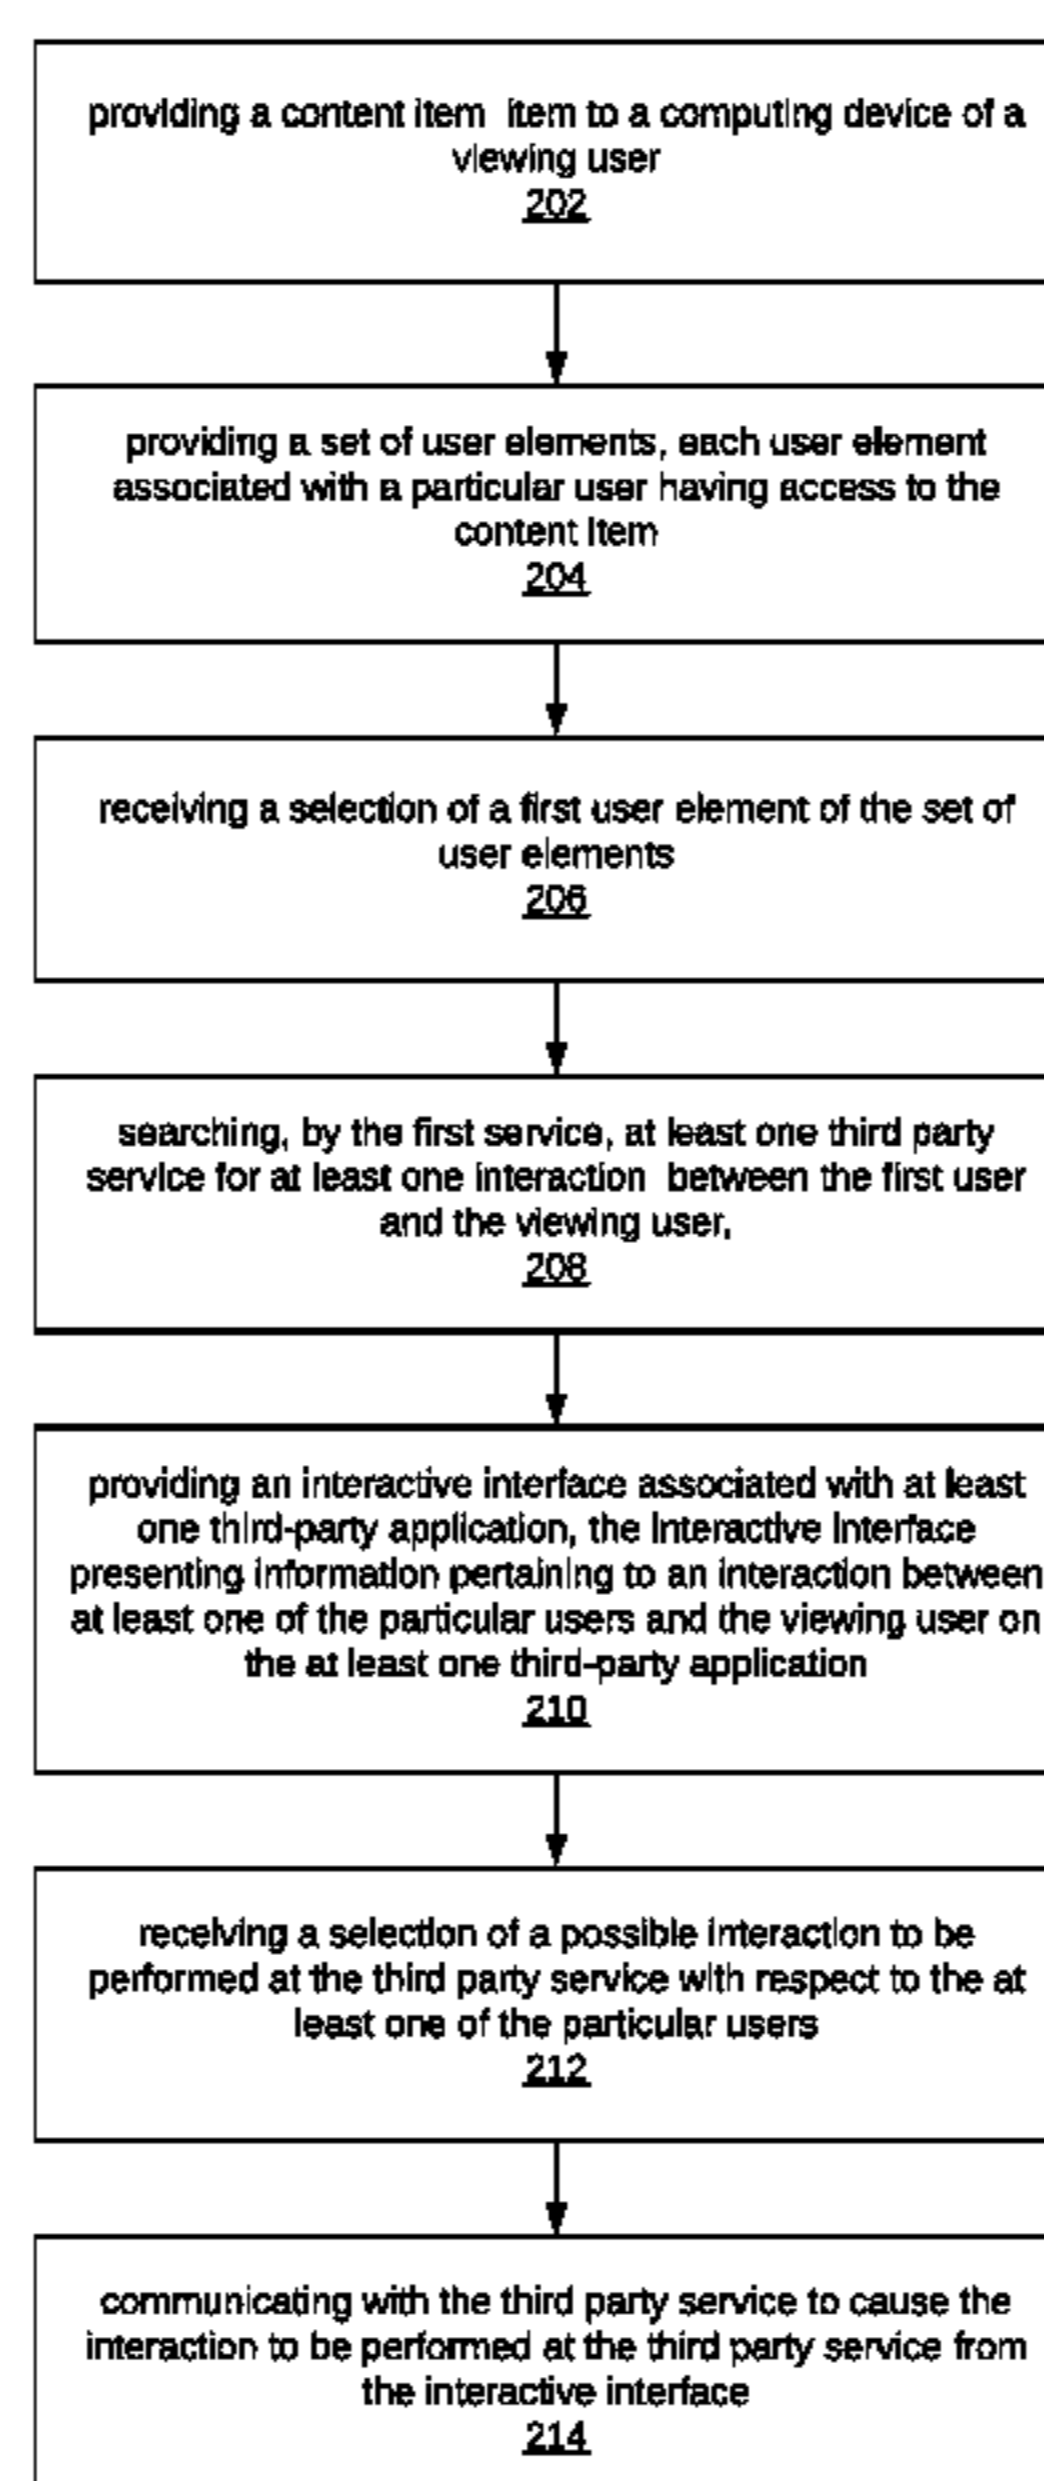 providing a content item item to a computing device of a
viewing user
202
providing a set of user elements, each user element
associated with a particular user having access to the
content item
204
receiving a selection of a first user element of the set of
user elements
206
searching, by the first service, at least one third party
service for at least one interaction between the first user
and the viewing user,
208
providing an interactive interface associated with at least
one third-party application, the interactive interface
presenting information pertaining to an interaction between
at least one of the particular users and the viewing user on
the at least one third-party application
210
receiving a selection of a possible interaction to be
performed at the third party service with respect to the at
least one of the particular users
212
communicating with the third party service to cause the
interaction to be performed at the third party service from
the interactive interface
214